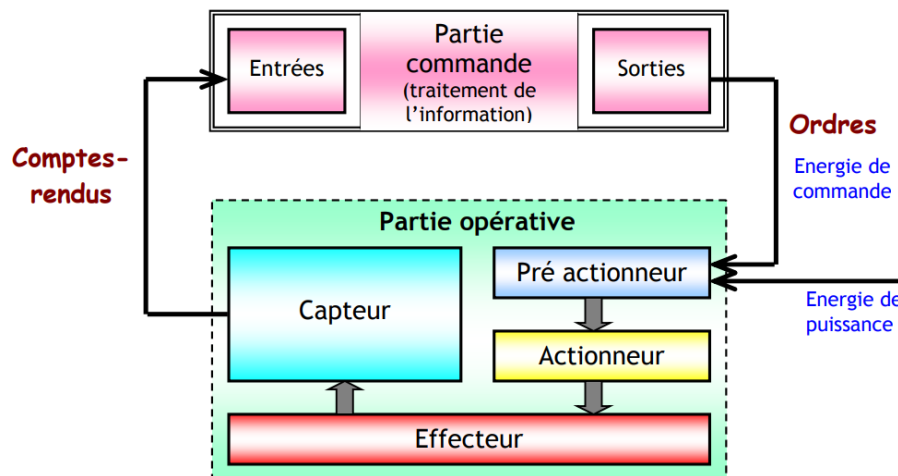 Partie
commande
(traitement de
l'information)
Entrées
Sorties
Comptes-
rendus
Ordres
Energie de
commande
Partie opérative
Capteur
Pré actionneur
Energie de
puissance
Actionneur
Effecteur